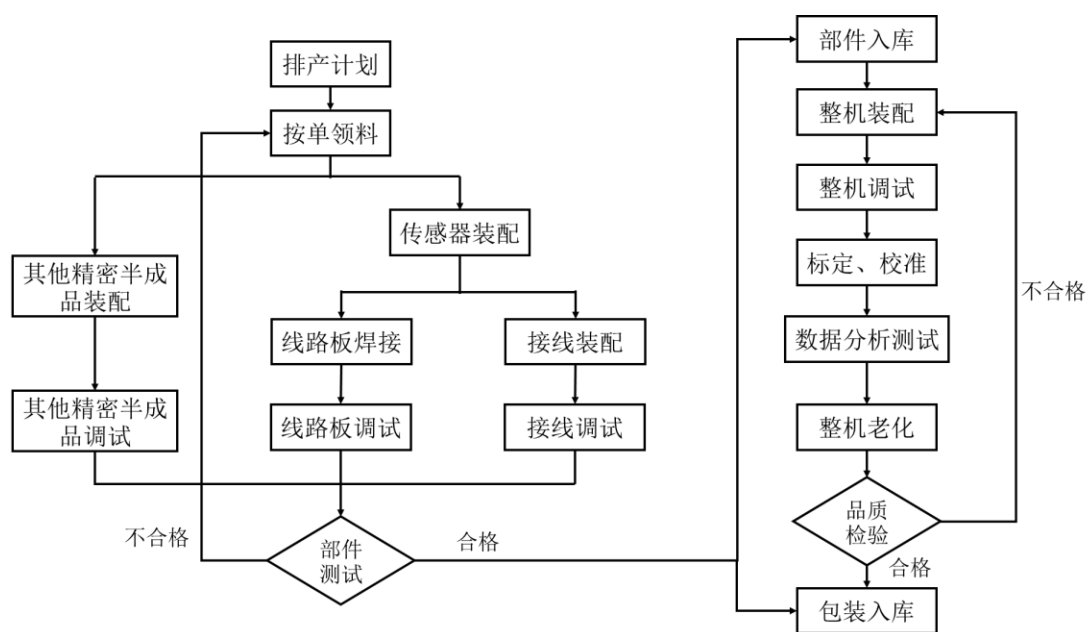 排产计划
按单领料
传感器装配
其他精密半成
品装配
线路板焊接
接线装配
其他精密半成
品调试
线路板调试
接线调试
不合格
部件
测试
合格
部件入库
整机装配
整机调试
标定、校准
不合格
数据分析测试
整机老化
品质
检验
合格
包装入库